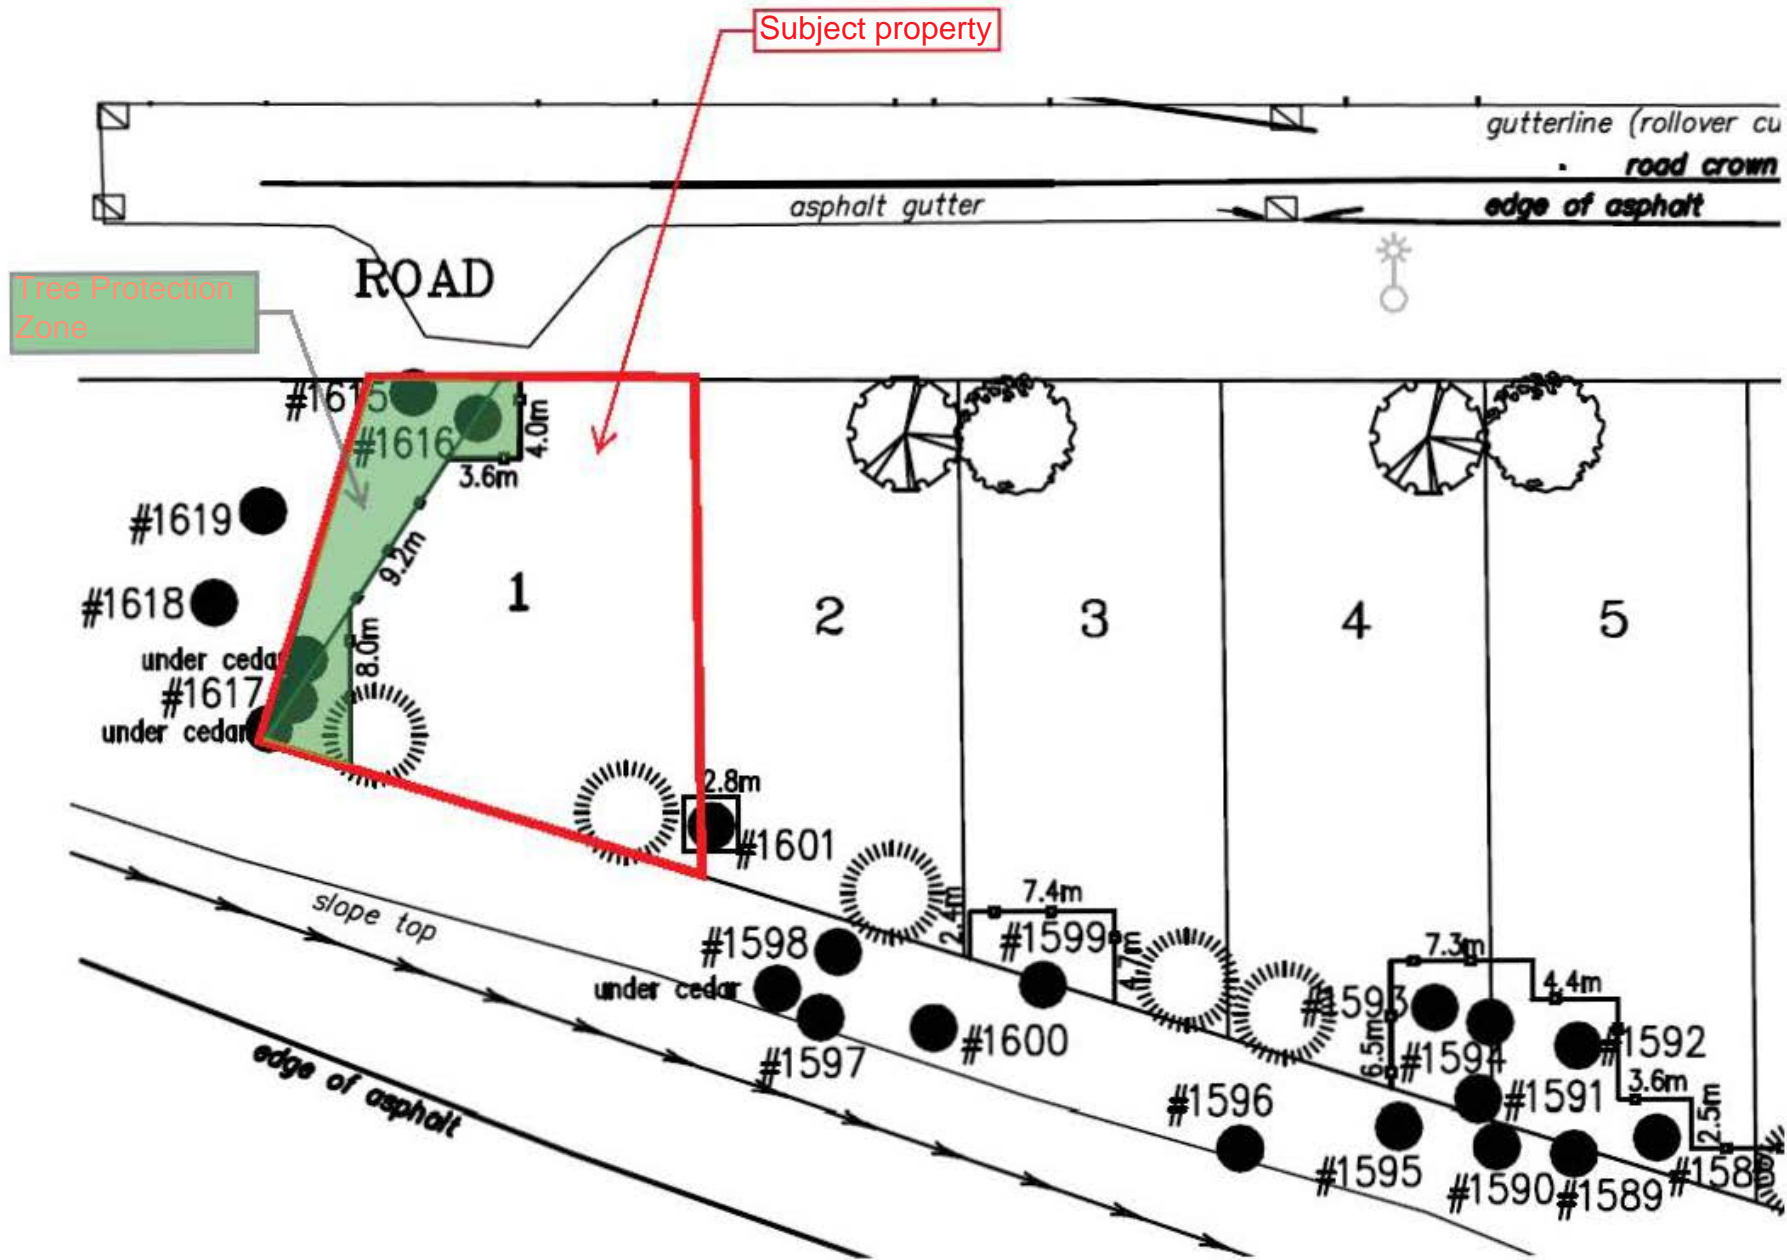 Subject property
gutterline (rollover cu
road crown
asphalt gutter
edge of asphalt
ROAD
Tree Protection
Zone
#1615
#1616
4.0m
3.6m
#1619
9.2m
#1618
1
2
3
4
5
under cedar
8.0m
#1617
under cedar
2.8m
#1601
slope top
#1598
under cedar
#1597
#1600
2.4m
7.4m
#1599
4.7m
7.3m
4.4m
#1593
6.5m
#1594
#1592
#1591
3.6m
2.5m
#1596
#1595
#1590
#1589
#158
edge of asphalt